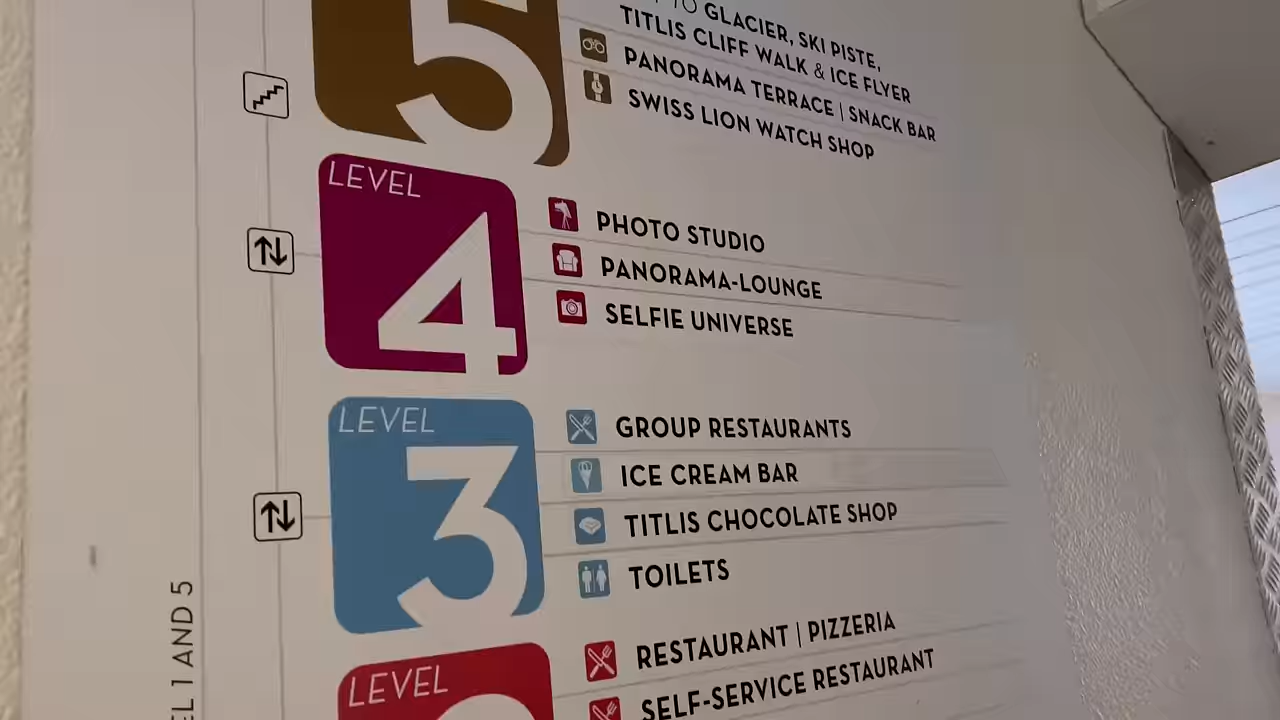 GLACIER, SKI PISTE,
TITLIS CLIFF WALK & ICE FLYER
PANORAMA TERRACE | SNACK BAR
SWISS LION WATCH SHOP
5
LEVEL
4
PHOTO STUDIO
PANORAMA-LOUNGE
SELFIE UNIVERSE
LEVEL
3
GROUP RESTAURANTS
ICE CREAM BAR
TITLIS CHOCOLATE SHOP
TOILETS
LEVEL
RESTAURANT | PIZZERIA
SELF-SERVICE RESTAURANT
1 AND 5